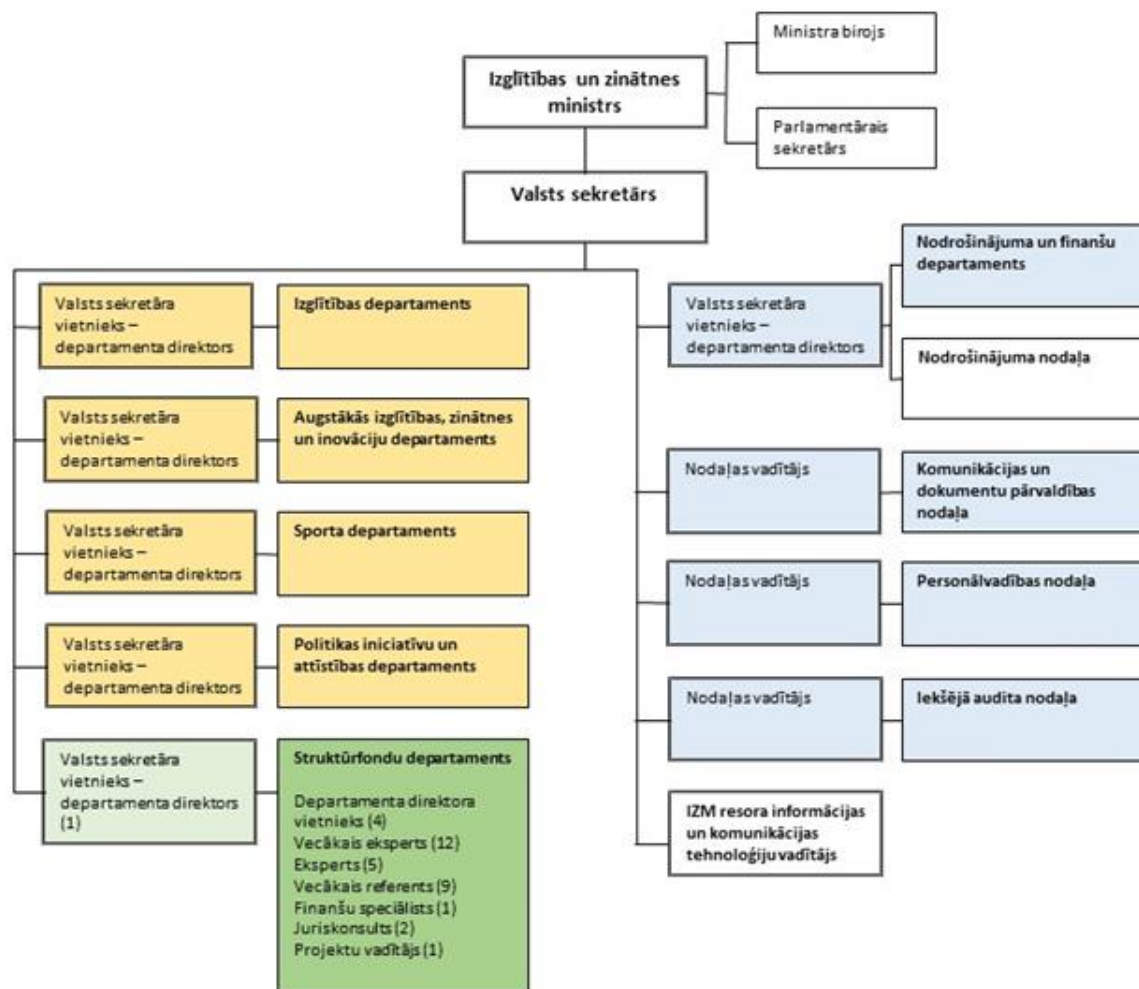 Ministra birojs
Izglītības un zinātnes
ministrs
Parlamentārais
sekretārs
Valsts sekretārs
Valsts sekretāra
vietnieks –
departamenta direktors
Izglītības departaments
Valsts sekretāra
vietnieks –
departamenta direktors
Augstākās izglītības, zinātnes
un inovāciju departaments
Valsts sekretāra
vietnieks –
departamenta direktors
Sporta departaments
Valsts sekretāra
vietnieks –
departamenta direktors
Politikas iniciatīvu un
attīstības departaments
Valsts sekretāra
vietnieks –
departamenta direktors
(1)
Struktūrfondu departaments
Departamenta direktora
vietnieks (4)
Vecākais eksperts (12)
Eksperts (5)
Vecākais referents (9)
Finanšu speciālists (1)
Juriskonsults (2)
Projektu vadītājs (1)
Valsts sekretāra
vietnieks –
departamenta direktors
Nodrošinājuma un finanšu
departaments
Nodrošinājuma nodaļa
Nodaļas vadītājs
Komunikācijas un
dokumentu pārvaldības
nodaļa
Nodaļas vadītājs
Personālvadības nodaļa
Nodaļas vadītājs
Iekšējā audita nodaļa
IZM resora informācijas
un komunikācijas
tehnoloģiju vadītājs